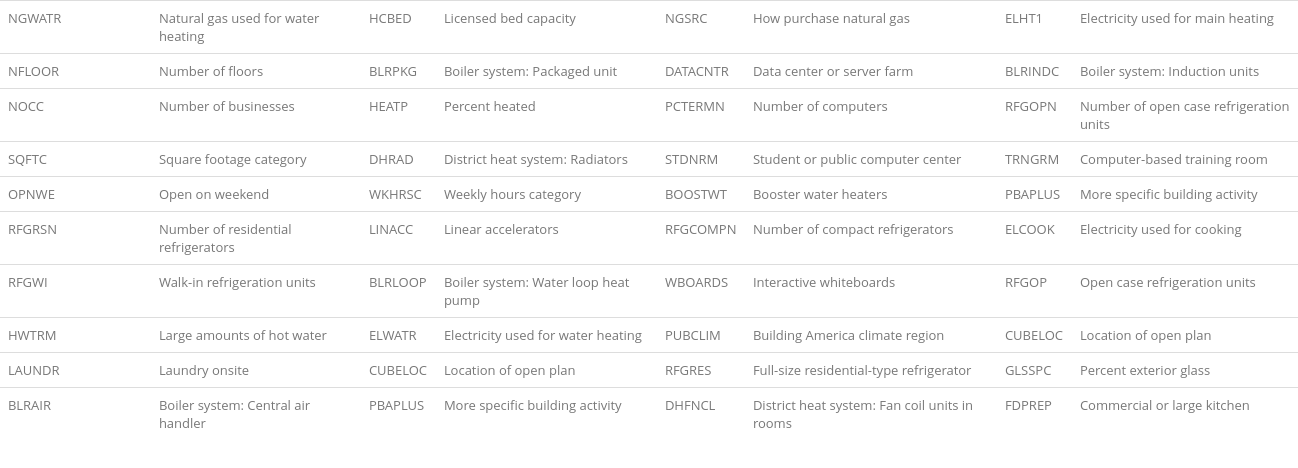 NGWATR Natural gas used for water heating HCBED Licensed bed capacity NGSRC How purchase natural gas ELHT1 Electricity used for main heating
NFLOOR Number of floors BLRPKG Boiler system: Packaged unit DATACNTR Data center or server farm BLRINDC Boiler system: Induction units
NOCC Number of businesses HEATP Percent heated PCTERMN Number of computers RFGOPN Number of open case refrigeration units
SQFTC Square footage category DHRAD District heat system: Radiators STDNRM Student or public computer center TRNGRM Computer-based training room
OPNWE Open on weekend WKHRSC Weekly hours category BOOSTWT Booster water heaters PBAPLUS More specific building activity
RFGRSN Number of residential refrigerators LINACC Linear accelerators RFGCOMPN Number of compact refrigerators ELCOOK Electricity used for cooking
RFGWI Walk-in refrigeration units BLRLOOP Boiler system: Water loop heat pump WBOARDS Interactive whiteboards RFGOP Open case refrigeration units
HWTRM Large amounts of hot water ELWATR Electricity used for water heating PUBCLIM Building America climate region CUBELOC Location of open plan
LAUNDR Laundry onsite CUBELOC Location of open plan RFGRES Full-size residential-type refrigerator GLSSPC Percent exterior glass
BLRAIR Boiler system: Central air handler PBAPLUS More specific building activity DHFNCL District heat system: Fan coil units in rooms FDPREP Commercial or large kitchen